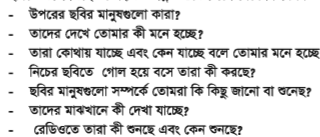 - উপরের ছবির মানুষগুলো কারা?
- তাদের দেখে তোমার কী মনে হচ্ছে?
- তারা কোথায় যাচ্ছে এবং কেন যাচ্ছে বলে তোমার মনে হচ্ছে
- নিচের ছবিতে গোল হয়ে বসে তারা কী করছে?
- ছবির মানুষগুলো সম্পর্কে তোমরা কি কিছু জানো বা শুনেছ?
- তাদের মাঝখানে কী দেখা যাচ্ছে?
- রেডিওতে তারা কী শুনছে এবং কেন শুনছে?